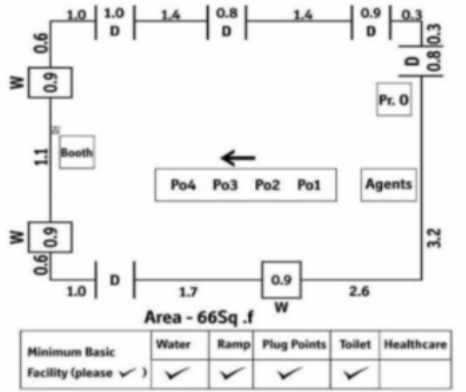 1.0 1.0 1.4 0.8 1.4 0.9 0.3
D D D
0.6 0.3
D 0.8
W 0.9
Pr. O
1.1 Booth
Po4 Po3 Po2 Po1 Agents
W 0.9
3.2
0.6
1.0 D 1.7 0.9 2.6
W
Area - 66Sq .f
Minimum Basic Facility (please ✓) Water Ramp Plug Points Toilet Healthcare
✓ ✓ ✓ ✓